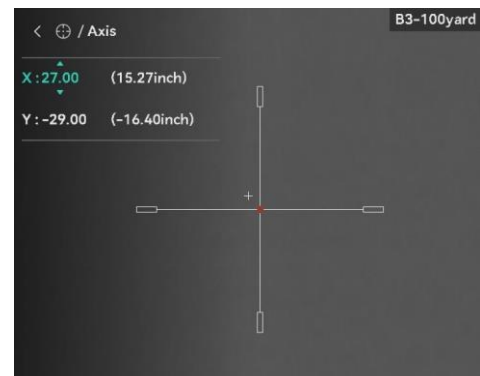 B3-100yard
< / Axis
X :27.00 (15.27inch)
Y : -29.00 (-16.40inch)